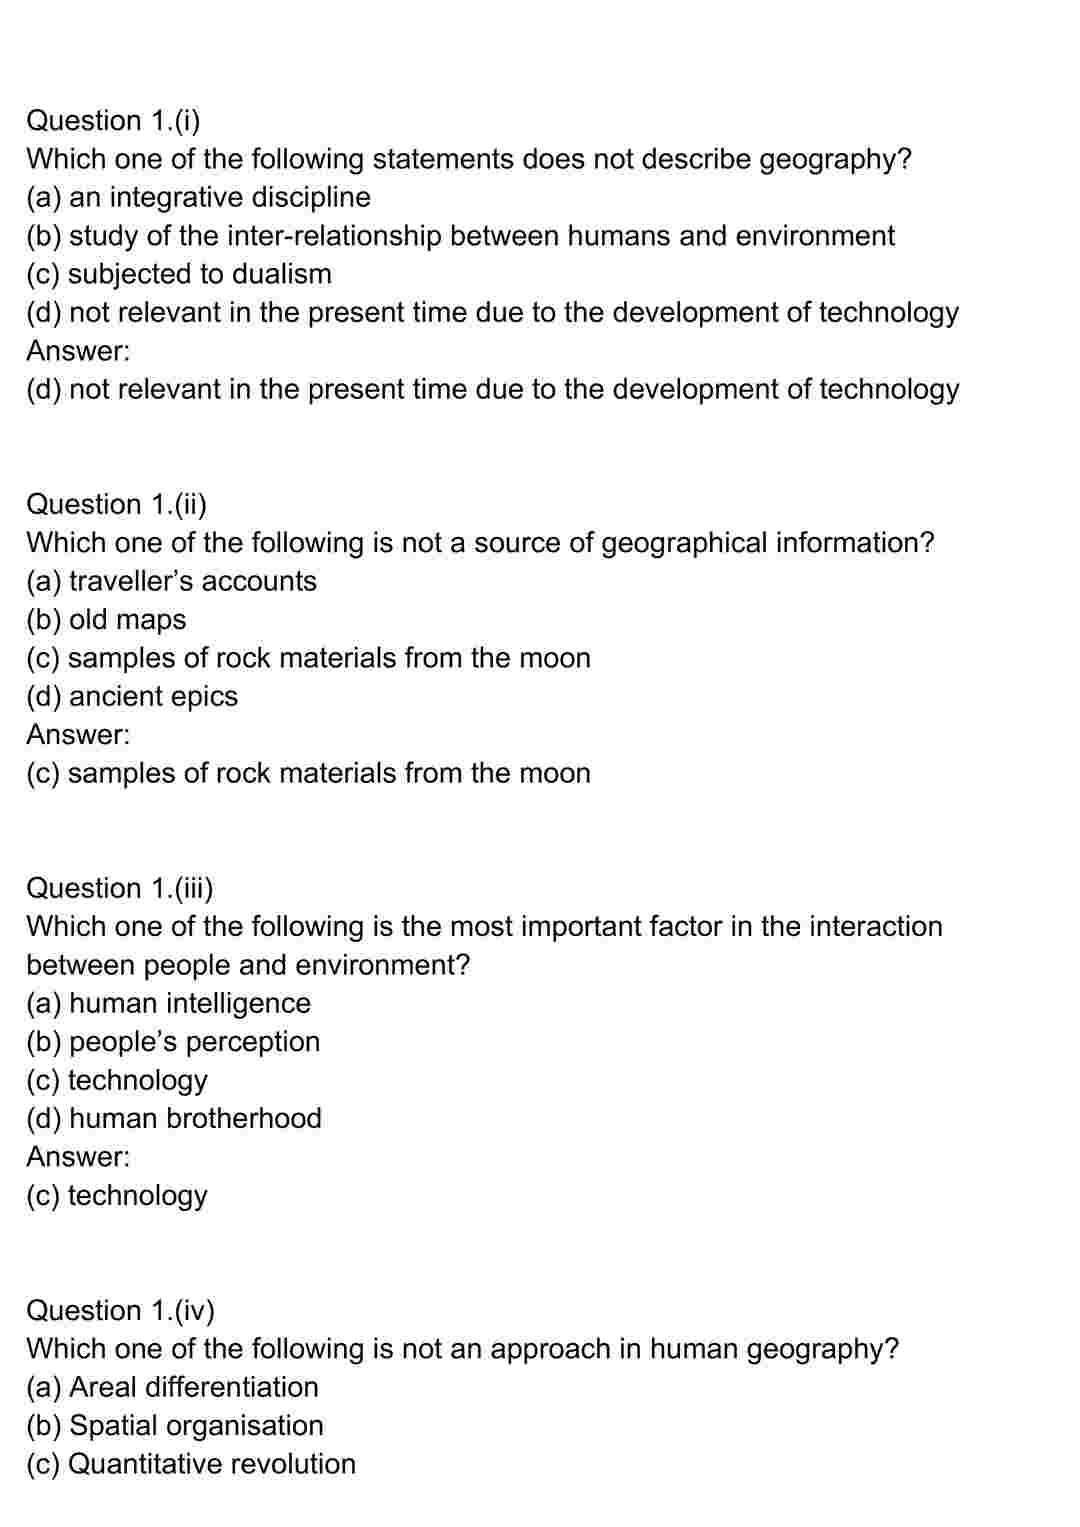 Question 1.(i)
Which one of the following statements does not describe geography?
(a) an integrative discipline
(b) study of the inter-relationship between humans and environment
(c) subjected to dualism
(d) not relevant in the present time due to the development of technology
Answer:
(d) not relevant in the present time due to the development of technology
Question 1.(ii)
Which one of the following is not a source of geographical information?
(a) traveller’s accounts
(b) old maps
(c) samples of rock materials from the moon
(d) ancient epics
Answer:
(c) samples of rock materials from the moon
Question 1.(iii)
Which one of the following is the most important factor in the interaction
between people and environment?
(a) human intelligence
(b) people’s perception
(c) technology
(d) human brotherhood
Answer:
(c) technology
Question 1.(iv)
Which one of the following is not an approach in human geography?
(a) Areal differentiation
(b) Spatial organisation
(c) Quantitative revolution